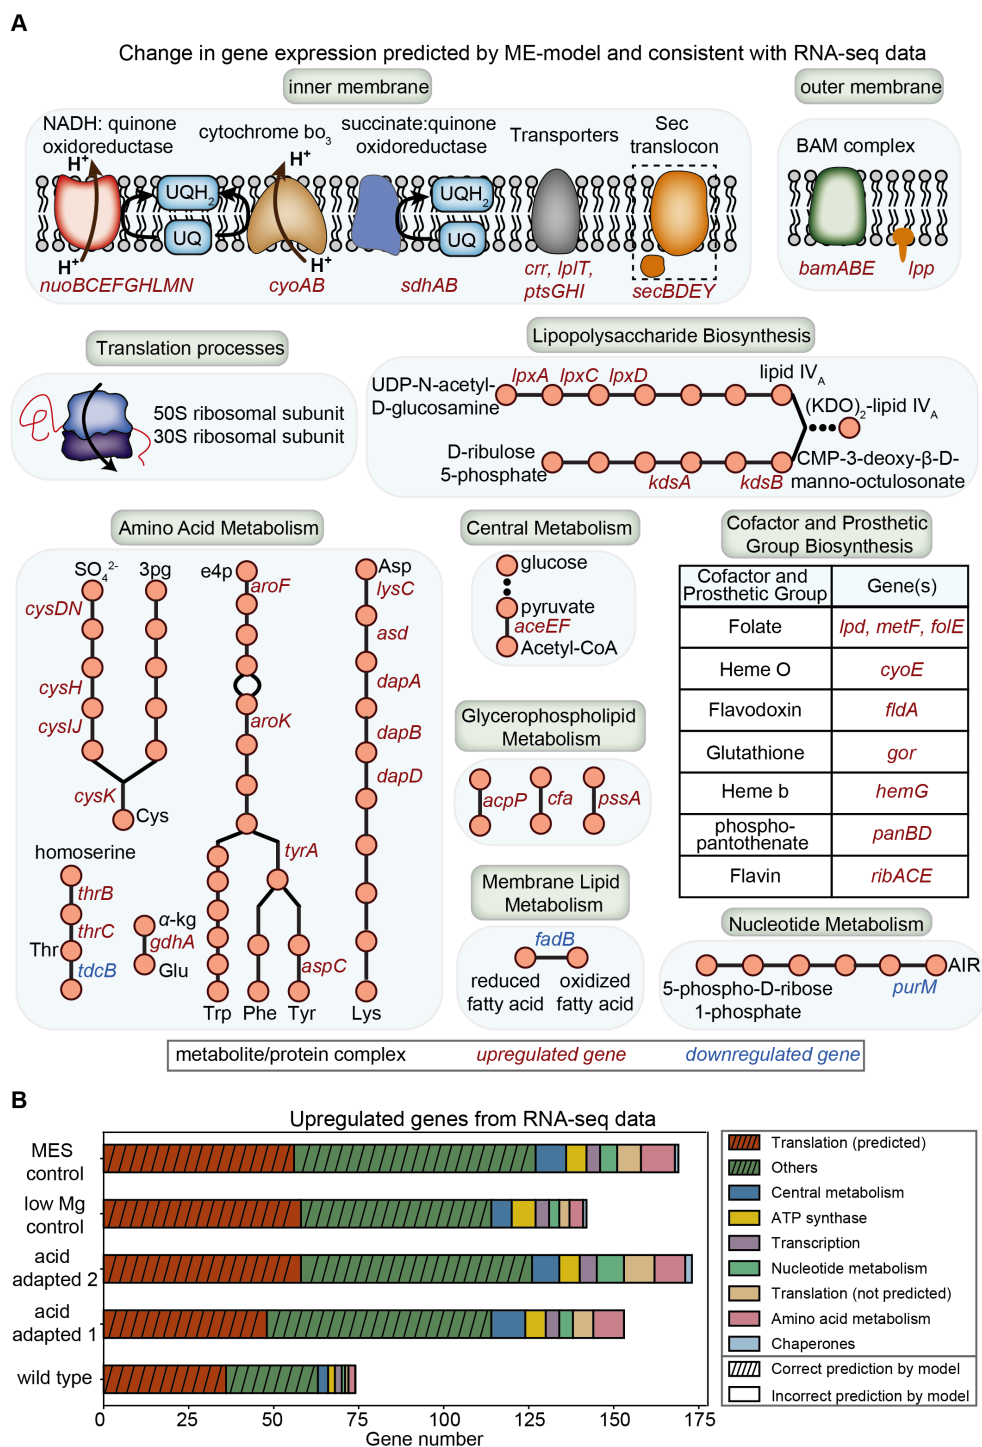 A
Change in gene expression predicted by ME-model and consistent with RNA-seq data
inner membrane
outer membrane
NADH: quinone
oxidoreductase
cytochrome bo3
succinate:quinone
oxidoreductase
Transporters
Sec
translocon
BAM complex
H+
H+
UQH2
UQH2
UQ
UQ
H+
H+
nuoBCEFGHLMN
cyoAB
sdhAB
crr, lplT,
ptsGHI
secBDEY
bamABE
lpp
Translation processes
50S ribosomal subunit
30S ribosomal subunit
Lipopolysaccharide Biosynthesis
UDP-N-acetyl-
D-glucosamine
lpxA lpxC lpxD
lipid IVA
(KDO)2-lipid IVA
D-ribulose
5-phosphate
kdsA
kdsB
CMP-3-deoxy-β-D-
manno-octulosonate
Amino Acid Metabolism
SO4 2-
3pg
e4p
Asp
cysDN
cysH
cysIJ
cysK
Cys
aroF
aroK
tyrA
aspC
Trp
Phe
Tyr
lysC
asd
dapA
dapB
dapD
Lys
homoserine
thrB
thrC
Thr
tdcB
α-kg
gdhA
Glu
Central Metabolism
glucose
pyruvate
aceEF
Acetyl-CoA
Glycerophospholipid
Metabolism
acpP
cfa
pssA
Membrane Lipid
Metabolism
fadB
reduced
fatty acid
oxidized
fatty acid
Cofactor and Prosthetic
Group Biosynthesis
Cofactor and
Prosthetic Group
Gene(s)
Folate
lpd, metF, folE
Heme O
cyoE
Flavodoxin
fldA
Glutathione
gor
Heme b
hemG
phospho-
pantothenate
panBD
Flavin
ribACE
Nucleotide Metabolism
AIR
5-phospho-D-ribose
1-phosphate
purM
metabolite/protein complex
upregulated gene
downregulated gene
B
Upregulated genes from RNA-seq data
MES
control
low Mg
control
acid
adapted 2
acid
adapted 1
wild type
0
25
50
75
100
125
150
175
Gene number
Translation (predicted)
Others
Central metabolism
ATP synthase
Transcription
Nucleotide metabolism
Translation (not predicted)
Amino acid metabolism
Chaperones
Correct prediction by model
Incorrect prediction by model